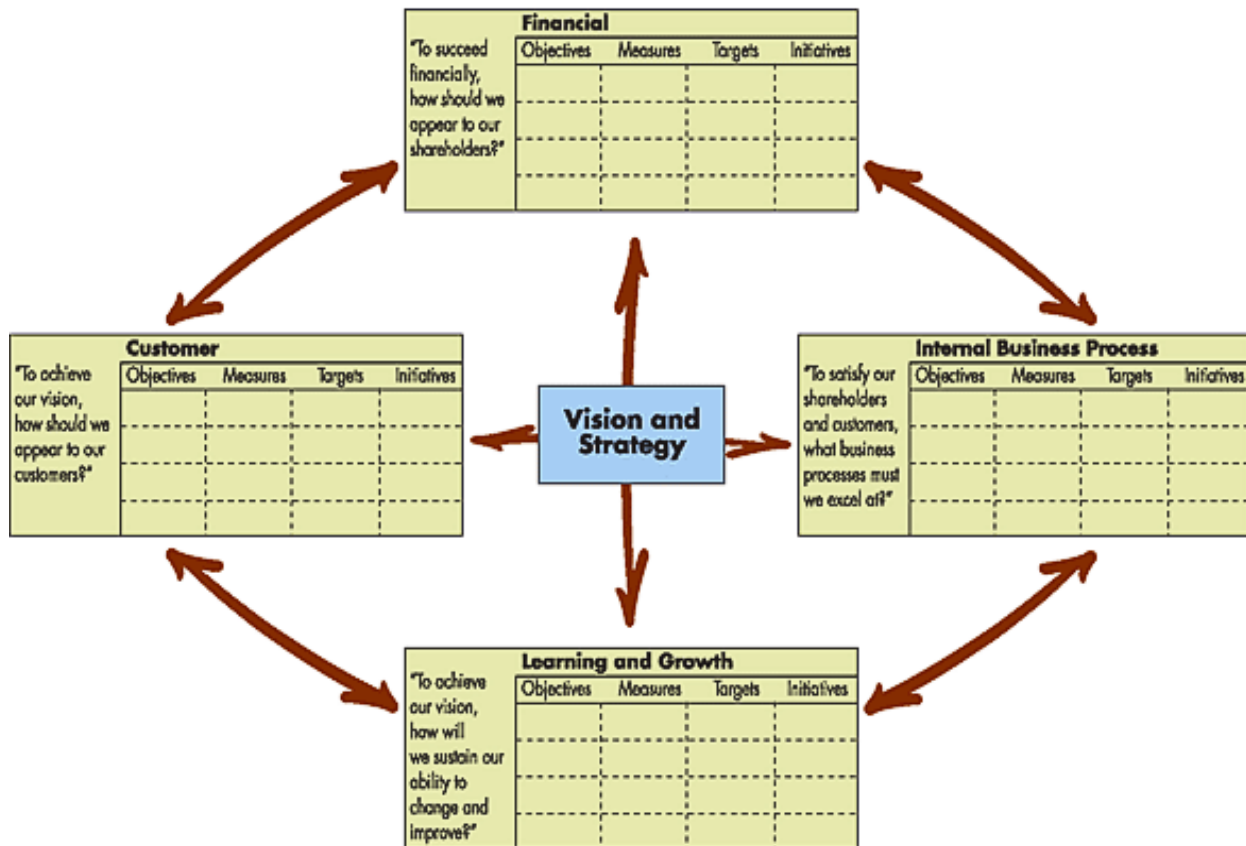 Financial
"To succeed
financially,
how should we
appear to our
shareholders?"
Objectives Measures Targets Initiatives
Customer
"To achieve
our vision,
how should we
appear to our
customers?"
Objectives Measures Targets Initiatives
Vision and
Strategy
Internal Business Process
"To satisfy our
shareholders
and customers,
what business
processes must
we excel at?"
Objectives Measures Targets Initiatives
Learning and Growth
"To achieve
our vision,
how will
we sustain our
ability to
change and
improve?"
Objectives Measures Targets Initiatives